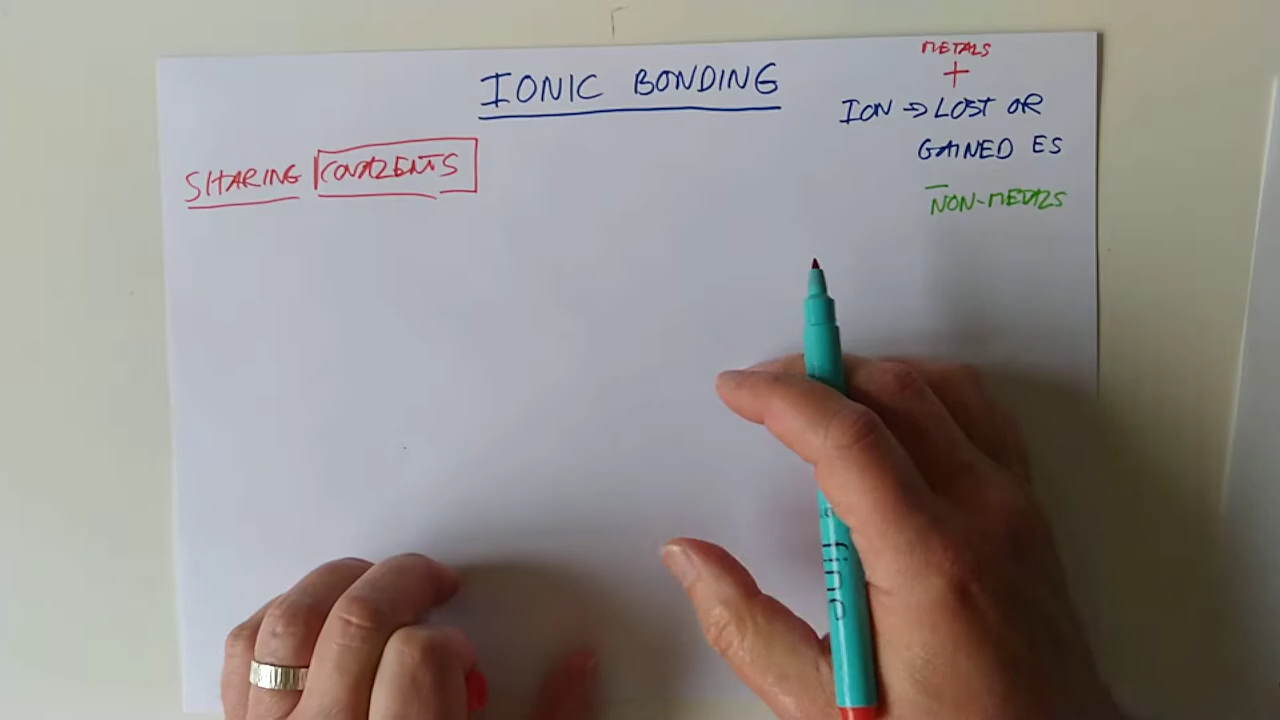 IONIC BONDING
METALS
+
ION → LOST OR
GAINED ES
SHARING COVALENTS
−
NON-METALS
fine